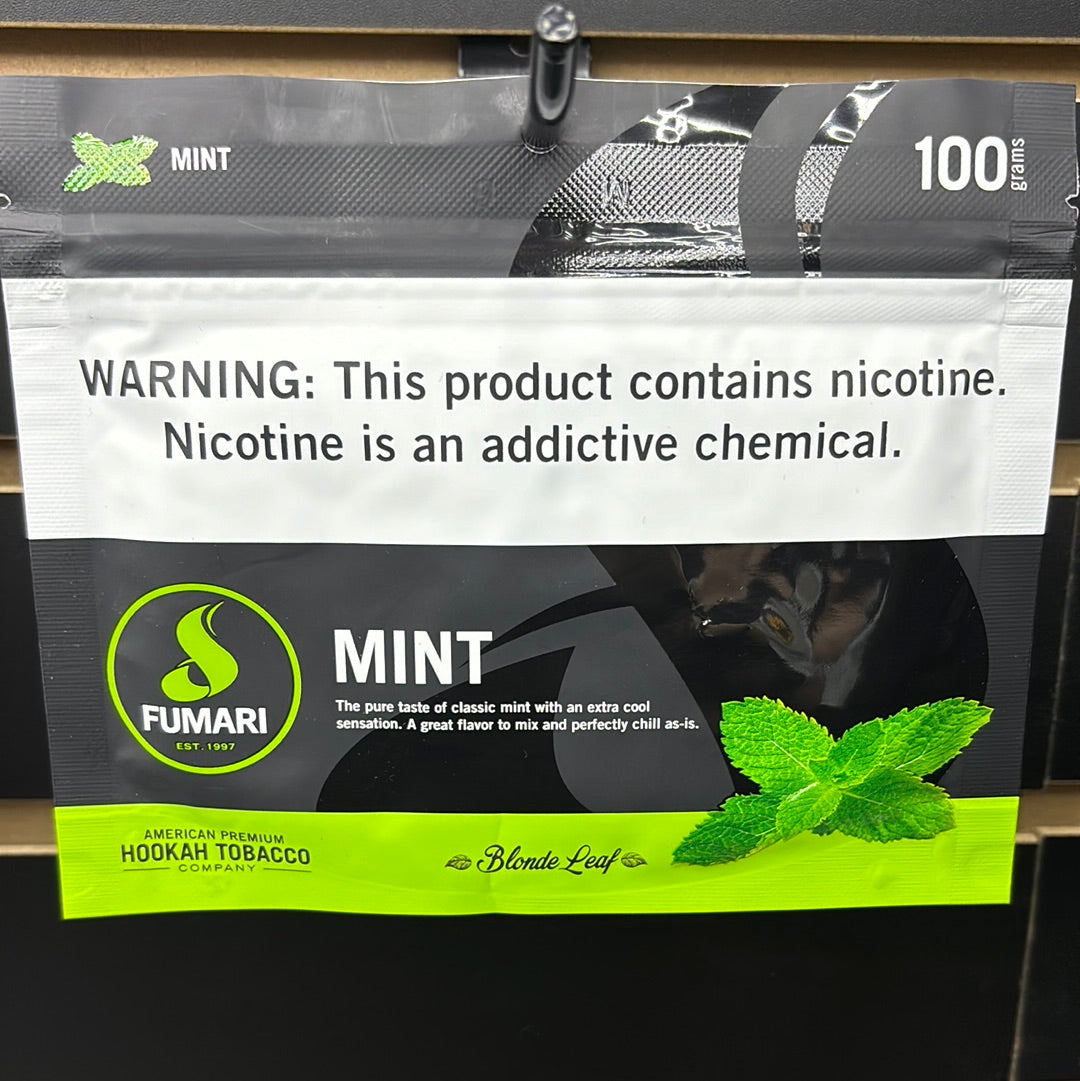 MINT
100
grams
WARNING: This product contains nicotine.
Nicotine is an addictive chemical.
FUMARI
EST. 1997
MINT
The pure taste of classic mint with an extra cool
sensation. A great flavor to mix and perfectly chill as-is.
AMERICAN PREMIUM
HOOKAH TOBACCO
COMPANY
Blonde Leaf